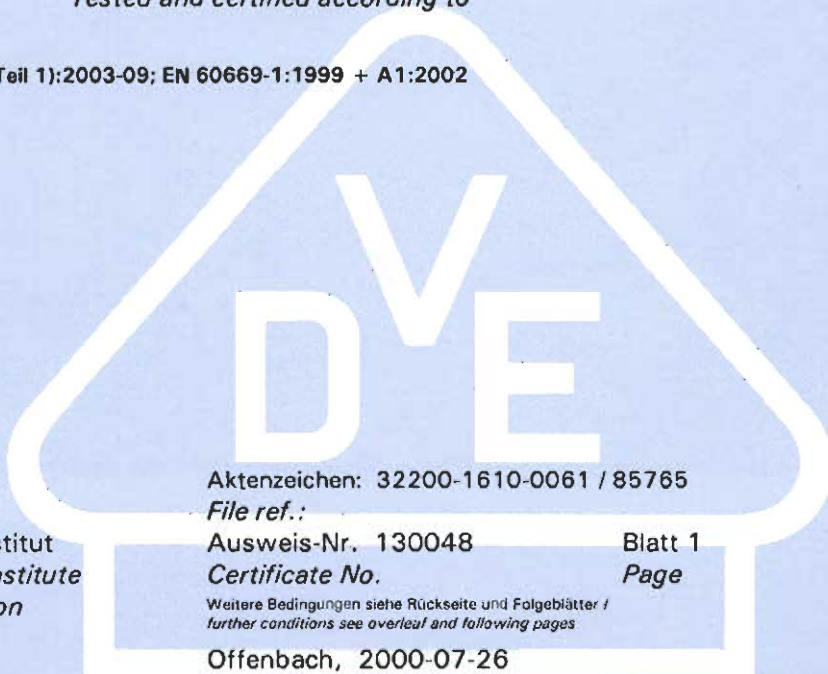 Tested and certified according to
Teil 1):2003-09; EN 60669-1:1999 + A1:2002
VDE
Aktenzeichen: 32200-1610-0061 / 85765
File ref.:
Ausweis-Nr. 130048 Blatt 1
Certificate No. Page
Weitere Bedingungen siehe Rückseite und Folgeblätter /
further conditions see overleaf and following pages
Offenbach, 2000-07-26